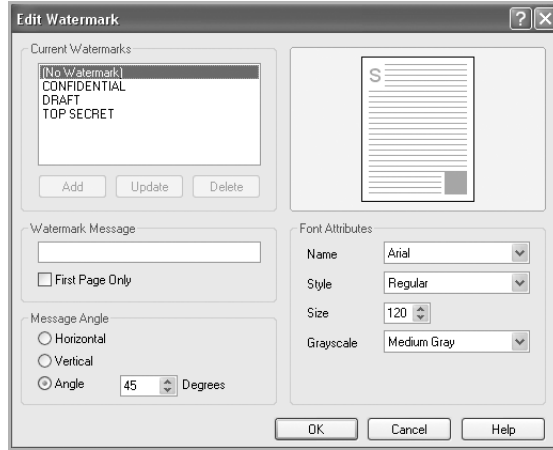 Edit Watermark
Current Watermarks
(No Watermark)
CONFIDENTIAL
DRAFT
TOP SECRET
Add Update Delete
S
Watermark Message
First Page Only
Message Angle
Horizontal
Vertical
Angle 45 Degrees
Font Attributes
Name Arial
Style Regular
Size 120
Grayscale Medium Gray
OK Cancel Help